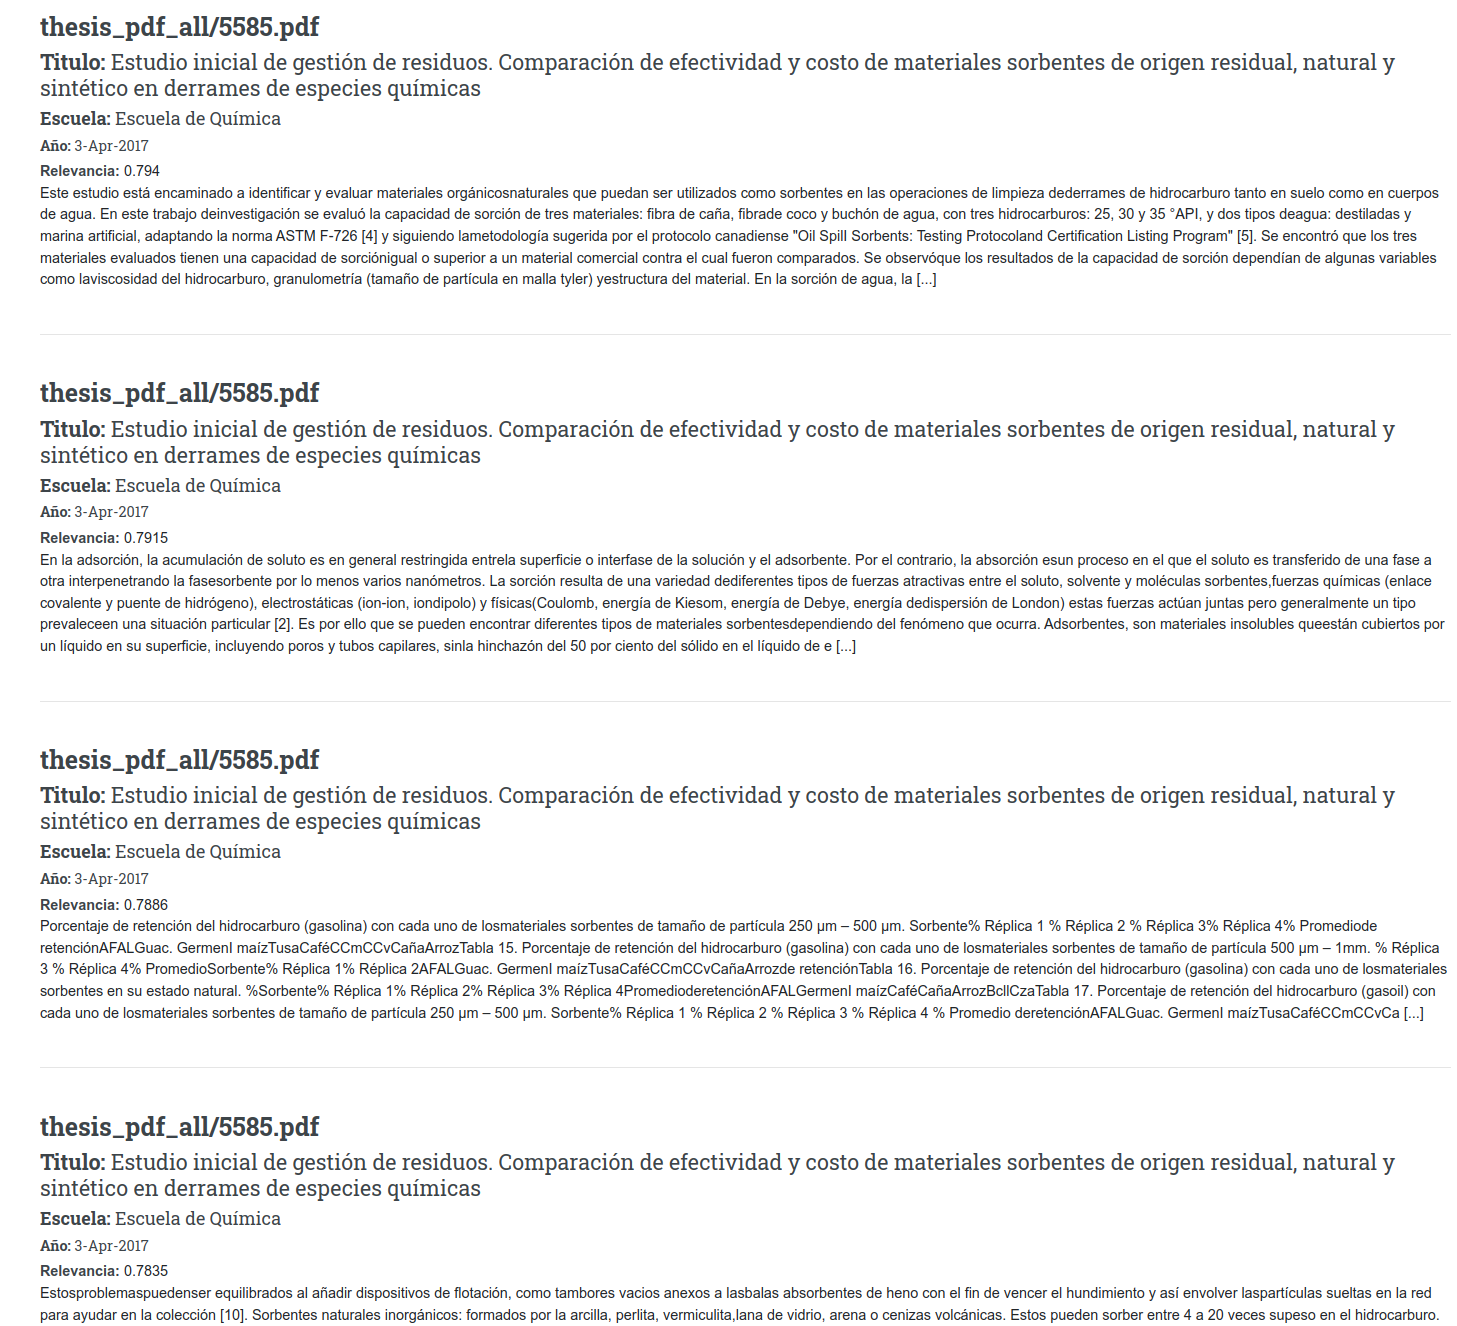 thesis_pdf_all/5585.pdf
Titulo: Estudio inicial de gestión de residuos. Comparación de efectividad y costo de materiales sorbentes de origen residual, natural y
sintético en derrames de especies químicas
Escuela: Escuela de Química
Año: 3-Apr-2017
Relevancia: 0.794
Este estudio está encaminado a identificar y evaluar materiales orgánicosnaturales que puedan ser utilizados como sorbentes en las operaciones de limpieza dederrames de hidrocarburo tanto en suelo como en cuerpos
de agua. En este trabajo deinvestigación se evaluó la capacidad de sorción de tres materiales: fibra de caña, fibrade coco y buchón de agua, con tres hidrocarburos: 25, 30 y 35 °API, y dos tipos deagua: destiladas y
marina artificial, adaptando la norma ASTM F-726 [4] y siguiendo lametodología sugerida por el protocolo canadiense "Oil Spill Sorbents: Testing Protocoland Certification Listing Program" [5]. Se encontró que los tres
materiales evaluados tienen una capacidad de sorciónigual o superior a un material comercial contra el cual fueron comparados. Se observóque los resultados de la capacidad de sorción dependían de algunas variables
como laviscosidad del hidrocarburo, granulometría (tamaño de partícula en malla tyler) yestructura del material. En la sorción de agua, la [...]
thesis_pdf_all/5585.pdf
Titulo: Estudio inicial de gestión de residuos. Comparación de efectividad y costo de materiales sorbentes de origen residual, natural y
sintético en derrames de especies químicas
Escuela: Escuela de Química
Año: 3-Apr-2017
Relevancia: 0.7915
En la adsorción, la acumulación de soluto es en general restringida entrela superficie o interfase de la solución y el adsorbente. Por el contrario, la absorción esun proceso en el que el soluto es transferido de una fase a
otra interpenetrando la fasesorbente por lo menos varios nanómetros. La sorción resulta de una variedad dediferentes tipos de fuerzas atractivas entre el soluto, solvente y moléculas sorbentes,fuerzas químicas (enlace
covalente y puente de hidrógeno), electrostáticas (ion-ion, iondipolo) y físicas(Coulomb, energía de Kiesom, energía de Debye, energía dedispersión de London) estas fuerzas actúan juntas pero generalmente un tipo
prevaleceen una situación particular [2]. Es por ello que se pueden encontrar diferentes tipos de materiales sorbentesdependiendo del fenómeno que ocurra. Adsorbentes, son materiales insolubles queestán cubiertos por
un líquido en su superficie, incluyendo poros y tubos capilares, sinla hinchazón del 50 por ciento del sólido en el líquido de e [...]
thesis_pdf_all/5585.pdf
Titulo: Estudio inicial de gestión de residuos. Comparación de efectividad y costo de materiales sorbentes de origen residual, natural y
sintético en derrames de especies químicas
Escuela: Escuela de Química
Año: 3-Apr-2017
Relevancia: 0.7886
Porcentaje de retención del hidrocarburo (gasolina) con cada uno de losmateriales sorbentes de tamaño de partícula 250 μm – 500 μm. Sorbente% Réplica 1 % Réplica 2 % Réplica 3% Réplica 4% Promediode
retenciónAFALGuac. GermenI maízTusaCaféCCmCCvCañaArrozTabla 15. Porcentaje de retención del hidrocarburo (gasolina) con cada uno de losmateriales sorbentes de tamaño de partícula 500 μm – 1mm. % Réplica
3 % Réplica 4% PromedioSorbente% Réplica 1% Réplica 2AFALGuac. GermenI maízTusaCaféCCmCCvCañaArrozde retenciónTabla 16. Porcentaje de retención del hidrocarburo (gasolina) con cada uno de losmateriales
sorbentes en su estado natural. %Sorbente% Réplica 1% Réplica 2% Réplica 3% Réplica 4PromedioderetenciónAFALGermenI maízCaféCañaArrozBcllCzaTabla 17. Porcentaje de retención del hidrocarburo (gasoil) con
cada uno de losmateriales sorbentes de tamaño de partícula 250 μm – 500 μm. Sorbente% Réplica 1 % Réplica 2 % Réplica 3 % Réplica 4 % Promedio deretenciónAFALGuac. GermenI maízTusaCaféCCmCCvCa [...]
thesis_pdf_all/5585.pdf
Titulo: Estudio inicial de gestión de residuos. Comparación de efectividad y costo de materiales sorbentes de origen residual, natural y
sintético en derrames de especies químicas
Escuela: Escuela de Química
Año: 3-Apr-2017
Relevancia: 0.7835
Estosproblemaspuedenser equilibrados al añadir dispositivos de flotación, como tambores vacios anexos a lasbalas absorbentes de heno con el fin de vencer el hundimiento y así envolver laspartículas sueltas en la red
para ayudar en la colección [10]. Sorbentes naturales inorgánicos: formados por la arcilla, perlita, vermiculita,lana de vidrio, arena o cenizas volcánicas. Estos pueden sorber entre 4 a 20 veces supeso en el hidrocarburo.